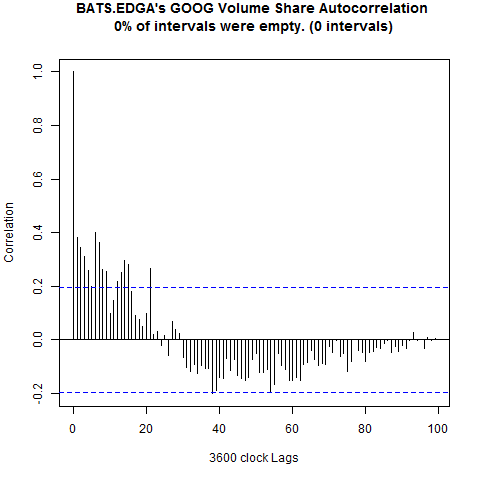 BATS.EDGA's GOOG Volume Share Autocorrelation
0% of intervals were empty. (0 intervals)
Correlation
1.0
0.8
0.6
0.4
0.2
0.0
-0.2
0 20 40 60 80 100
3600 clock Lags